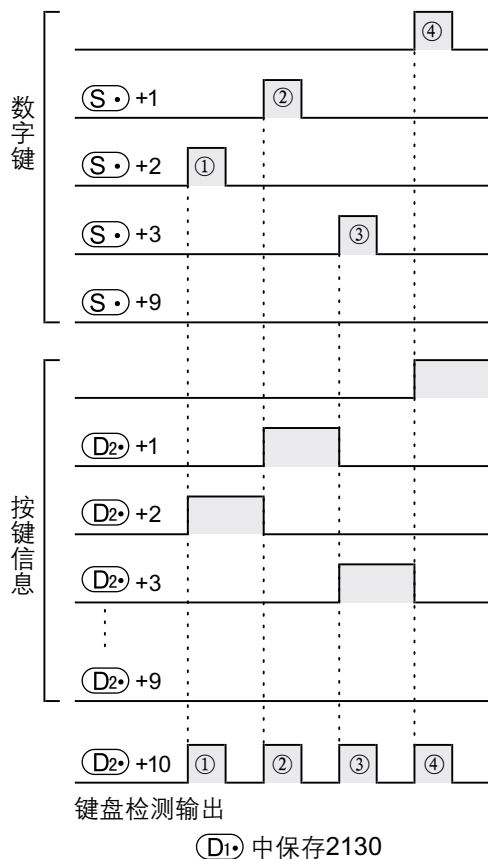 ④
数字键
S• +1
②
S• +2
①
S• +3
③
S• +9
按键信息
D2• +1
D2• +2
D2• +3
D2• +9
D2• +10
①
②
③
④
键盘检测输出
D1• 中保存2130